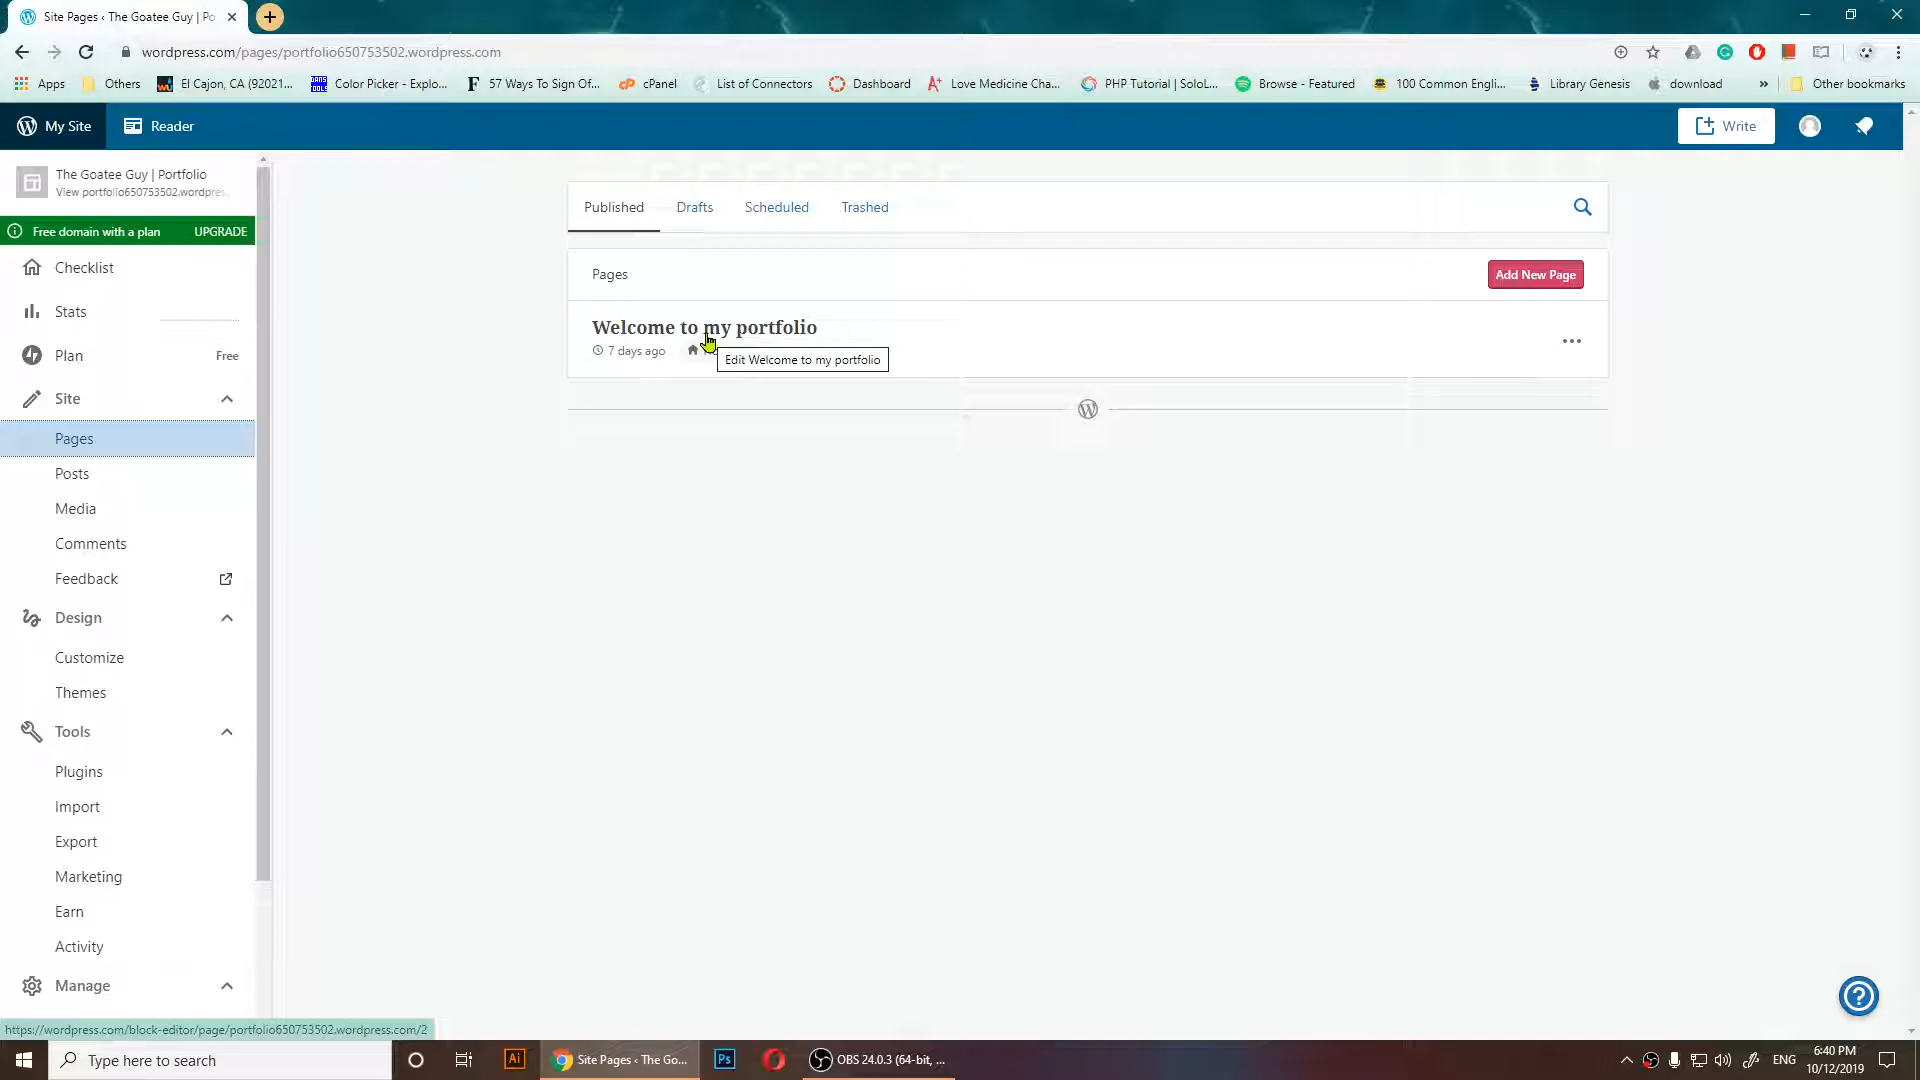 Site Pages ‹ The Goatee Guy | Po
wordpress.com/pages/portfolio650753502.wordpress.com
Apps Others El Cajon, CA (92021... Color Picker - Explo... 57 Ways To Sign Of... cPanel List of Connectors Dashboard Love Medicine Cha... PHP Tutorial | SoloL... Browse - Featured 100 Common Engli... Library Genesis download » Other bookmarks
My Site Reader Write
The Goatee Guy | Portfolio
View portfolio650753502.wordpres
Free domain with a plan UPGRADE
Checklist
Stats
Plan Free
Site
Pages
Posts
Media
Comments
Feedback
Design
Customize
Themes
Tools
Plugins
Import
Export
Marketing
Earn
Activity
Manage
Published Drafts Scheduled Trashed
Pages Add New Page
Welcome to my portfolio
7 days ago
Edit Welcome to my portfolio
https://wordpress.com/block-editor/page/portfolio650753502.wordpress.com/2
Type here to search Ai Site Pages ‹ The Go... Ps OBS 24.0.3 (64-bit, ... ENG 6:40 PM
10/12/2019